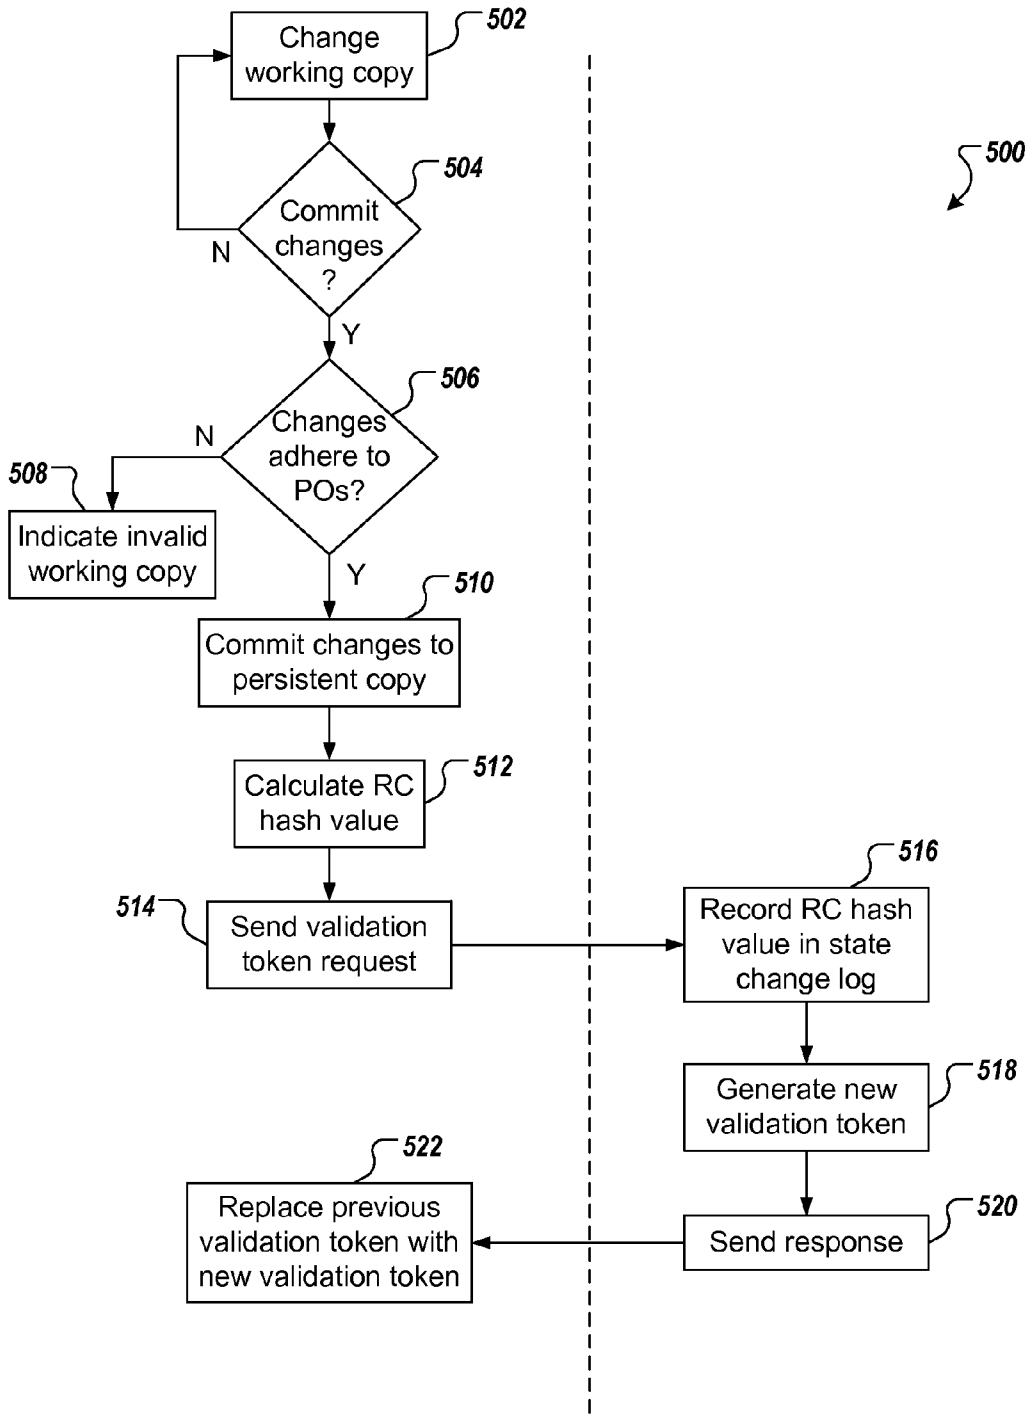 502
Change
working copy
500
504
Commit
changes
?
N
Y
506
Changes
adhere to
POs?
N
508
Indicate invalid
working copy
Y
510
Commit changes to
persistent copy
512
Calculate RC
hash value
514
Send validation
token request
516
Record RC hash
value in state
change log
518
Generate new
validation token
520
Send response
522
Replace previous
validation token with
new validation token